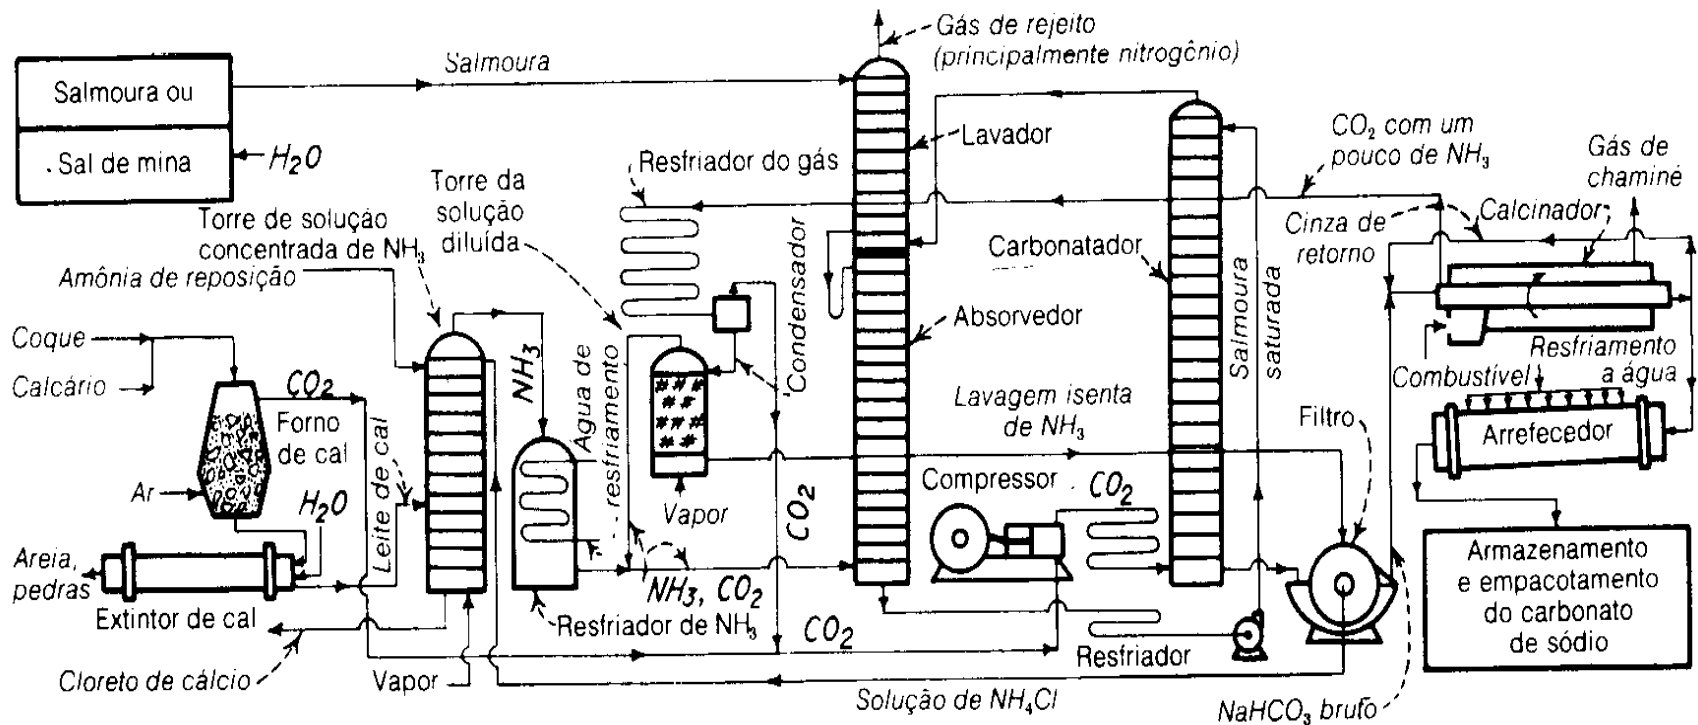 Salmoura ou
Sal de mina
H₂O
Salmoura
Gás de rejeito
(principalmente nitrogênio)
Lavador
CO₂ com um
pouco de NH₃
Gás de
chaminé
Resfriador do gás
Torre da
solução
diluída
Torre de solução
concentrada de NH₃
Amônia de reposição
Condensador
Carbonatador
Cinza de
retorno
Calcinador
Salmoura
saturada
Absorvedor
Coque
Calcário
CO₂
NH₃
Água de
resfriamento
Resfriamento
a água
Combustível
Forno
de cal
Leite de cal
Lavagem isenta
de NH₃
Filtro
Arrefecedor
Ar
H₂O
Vapor
CO₂
Compressor
CO₂
Areia,
pedras
Extintor de cal
NH₃, CO₂
Resfriador de NH₃
CO₂
Resfriador
Armazenamento
e empacotamento
do carbonato
de sódio
Cloreto de cálcio
Vapor
Solução de NH₄Cl
NaHCO₃ bruto